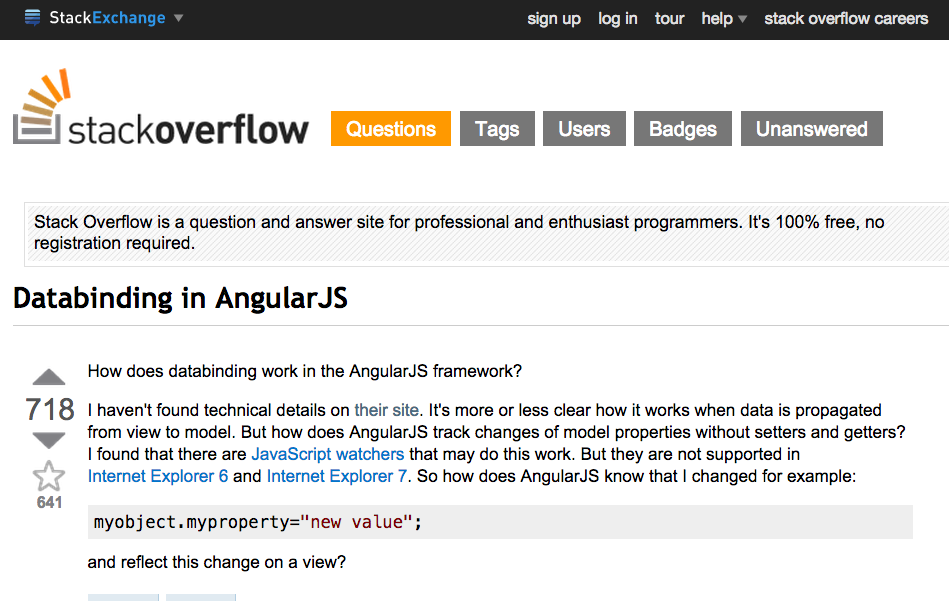 StackExchange sign up log in tour help stack overflow careers
stackoverflow Questions Tags Users Badges Unanswered
Stack Overflow is a question and answer site for professional and enthusiast programmers. It's 100% free, no
registration required.
Databinding in AngularJS
How does databinding work in the AngularJS framework?
718 I haven't found technical details on their site. It's more or less clear how it works when data is propagated
from view to model. But how does AngularJS track changes of model properties without setters and getters?
I found that there are JavaScript watchers that may do this work. But they are not supported in
641 Internet Explorer 6 and Internet Explorer 7. So how does AngularJS know that I changed for example:
myobject.myproperty="new value";
and reflect this change on a view?